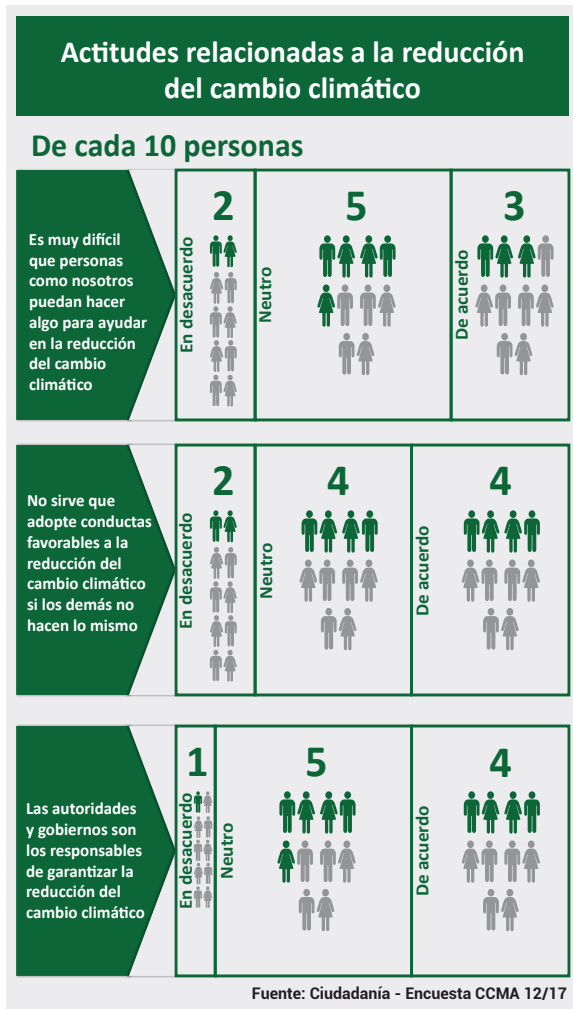 Actitudes relacionadas a la reducción
del cambio climático
De cada 10 personas
Es muy difícil
que personas
como nosotros
puedan hacer
algo para ayudar
en la reducción
del cambio
climático
En desacuerdo
2
Neutro
5
De acuerdo
3
No sirve que
adopte conductas
favorables a la
reducción del
cambio climático
si los demás no
hacen lo mismo
En desacuerdo
2
Neutro
4
De acuerdo
4
Las autoridades
y gobiernos son
los responsables
de garantizar la
reducción del
cambio climático
En desacuerdo
1
Neutro
5
De acuerdo
4
Fuente: Ciudadanía - Encuesta CCMA 12/17